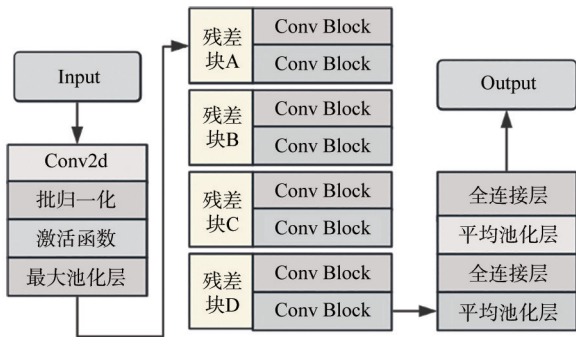 Input
Conv2d
批归一化
激活函数
最大池化层
残差
块A
Conv Block
Conv Block
残差
块B
Conv Block
Conv Block
残差
块C
Conv Block
Conv Block
残差
块D
Conv Block
Conv Block
Output
全连接层
平均池化层
全连接层
平均池化层